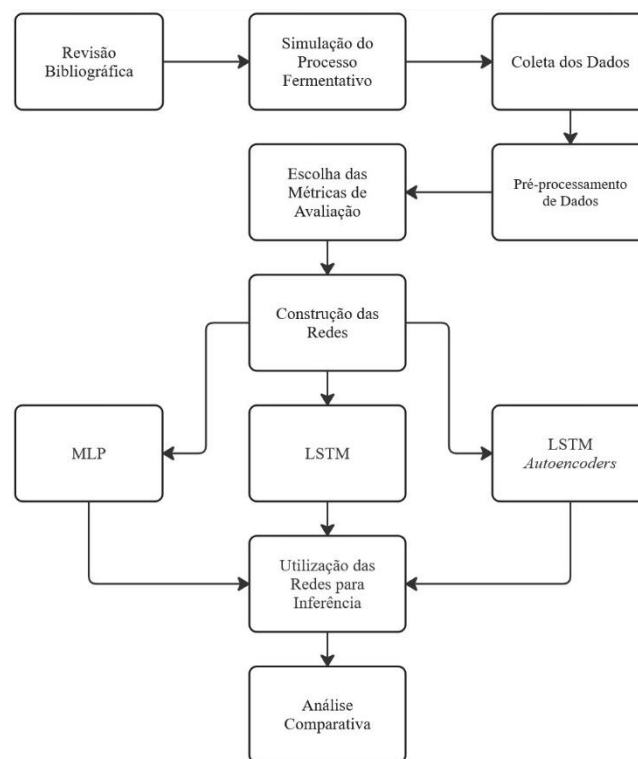 Revisão
Bibliográfica
Simulação do
Processo
Fermentativo
Coleta dos Dados
Escolha das
Métricas de
Avaliação
Pré-processamento
de Dados
Construção das
Redes
MLP
LSTM
LSTM
Autoencoders
Utilização das
Redes para
Inferência
Análise
Comparativa